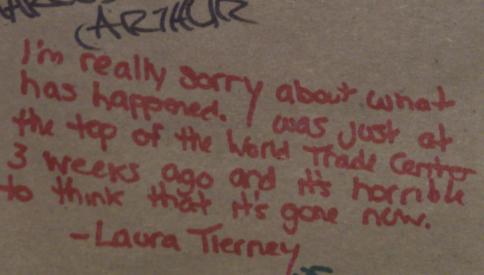 (ARTHUR
I'm really sorry about what
has happened. I was just at
the top of the World Trade Center
3 weeks ago and it's horrible
to think that it's gone now.
-Laura Tierney